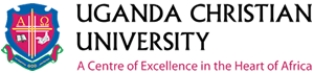 UGANDA CHRISTIAN
UNIVERSITY
A Centre of Excellence in the Heart of Africa